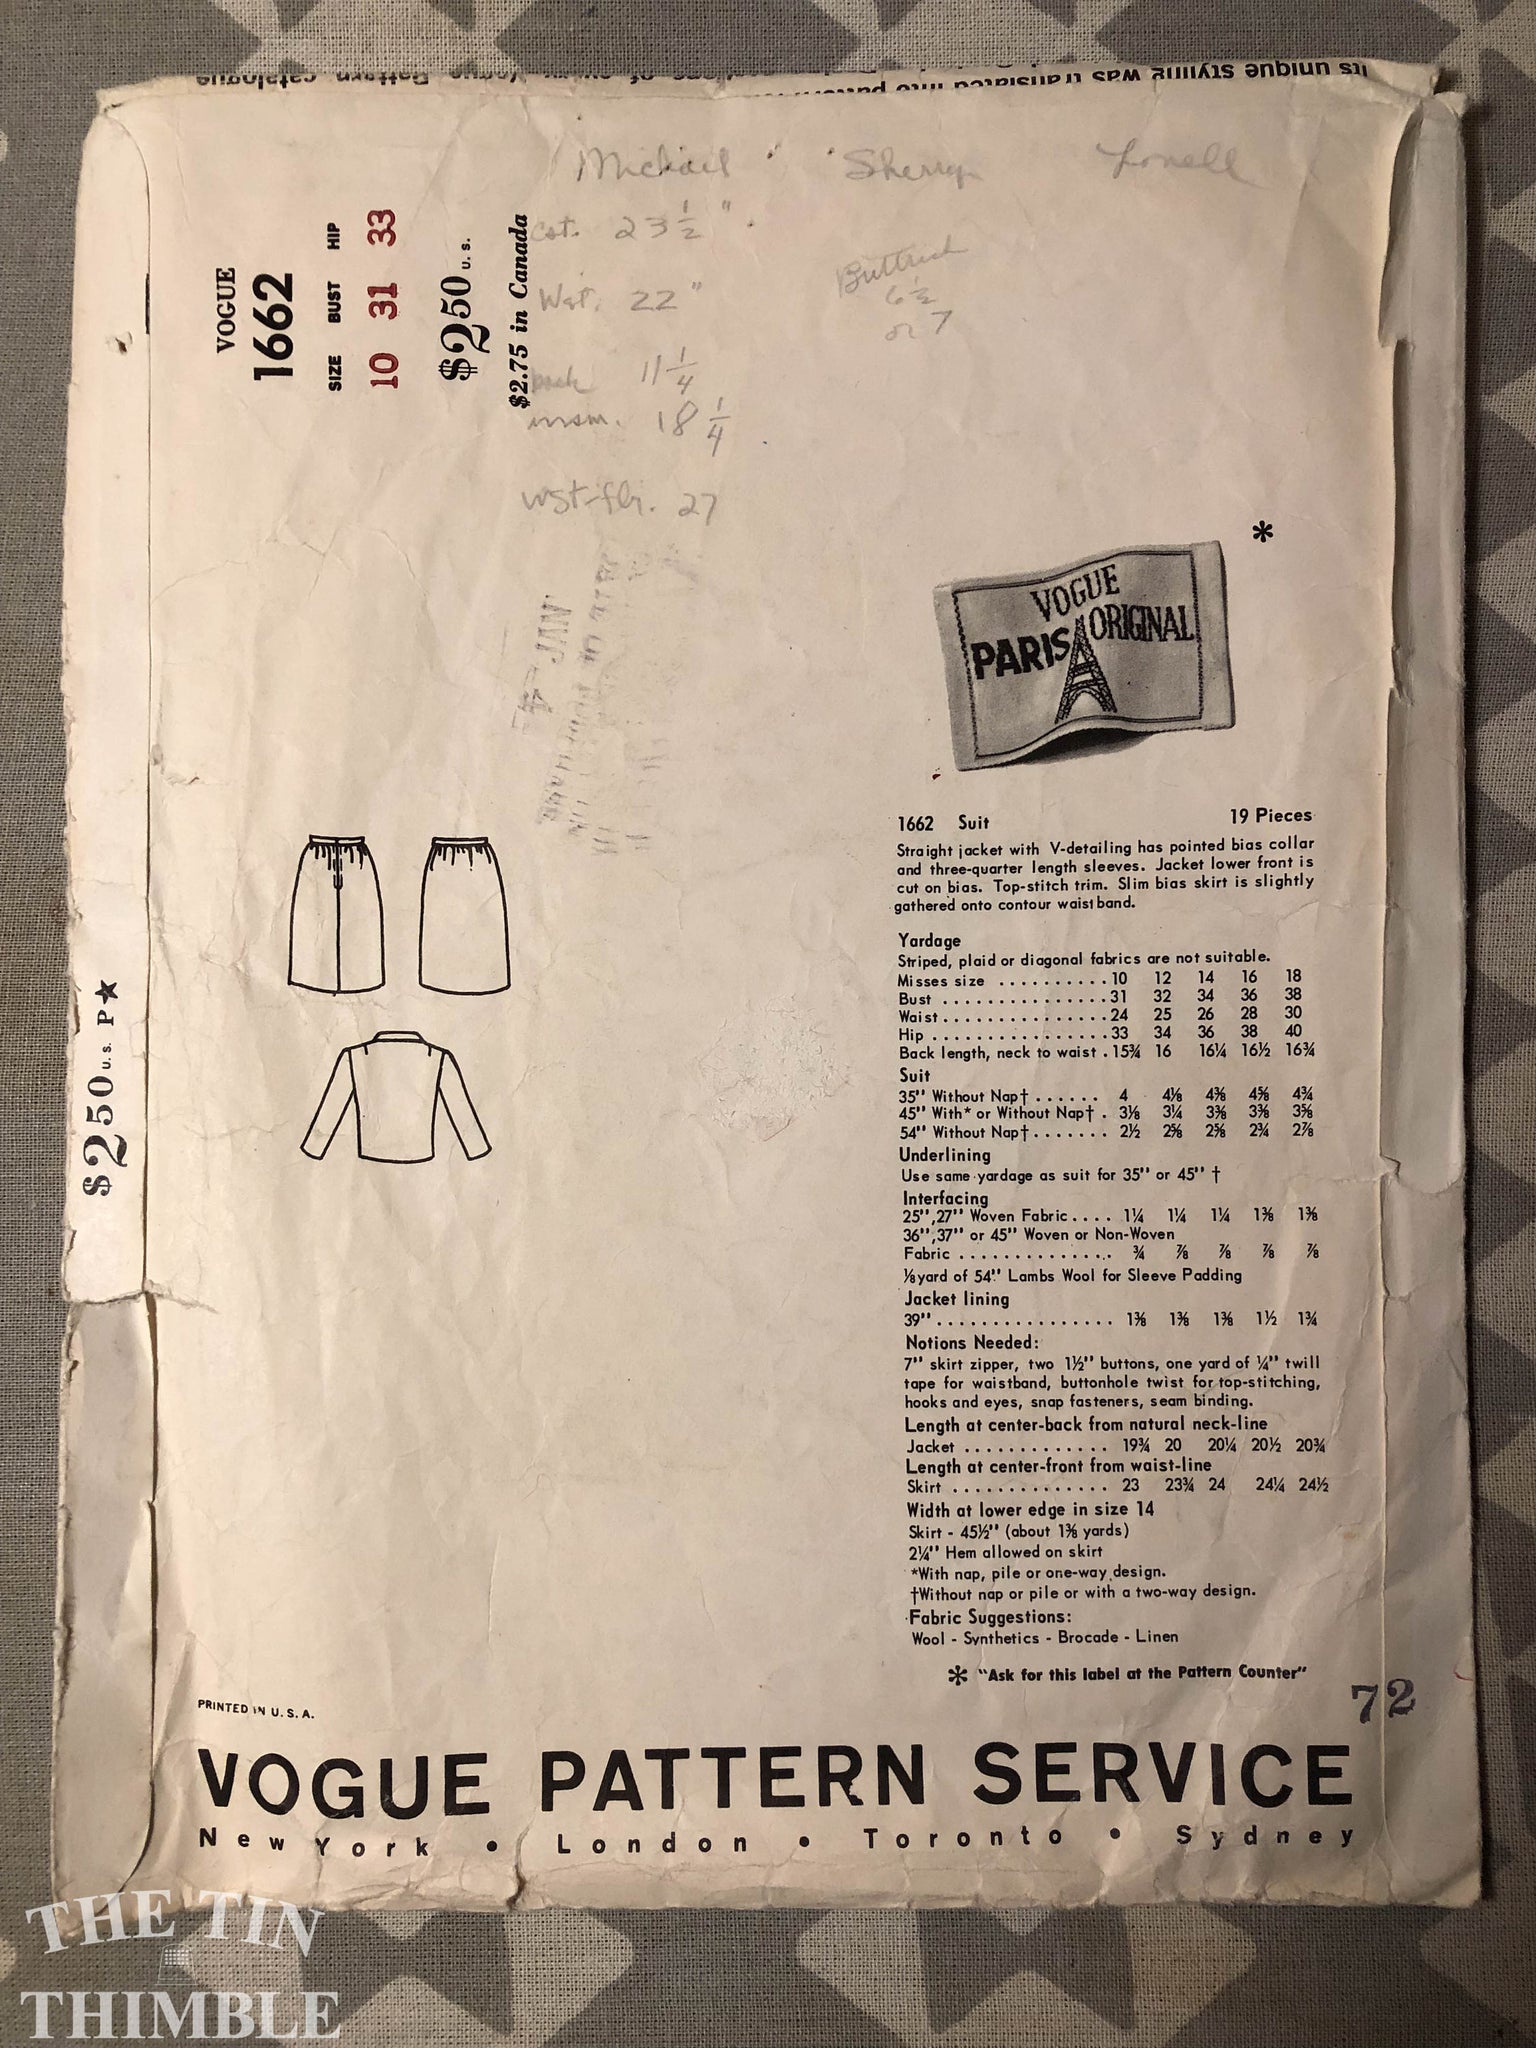 Its unique styling was translated into pattern
of every Vogue Pattern catalogue
Michael Sherryn Lowell
VOGUE
1662
SIZE BUST HIP
10 31 33
$2.50 U.S.
$2.75 in Canada
23 1/2 "
Wst. 22 "
back 11 1/4
18 1/4
wst-flr. 27
Buttrick
6 1/2
or 7
4 JAN.
*
VOGUE
PARIS ORIGINAL
1662 Suit 19 Pieces
Straight jacket with V-detailing has pointed bias collar
and three-quarter length sleeves. Jacket lower front is
cut on bias. Top-stitch trim. Slim bias skirt is slightly
gathered onto contour waistband.
Yardage
Striped, plaid or diagonal fabrics are not suitable.
Misses size . . . . . . . . . . 10 12 14 16 18
Bust . . . . . . . . . . . . . . . . 31 32 34 36 38
Waist . . . . . . . . . . . . . . . 24 25 26 28 30
Hip . . . . . . . . . . . . . . . . . 33 34 36 38 40
Back length, neck to waist . 15¾ 16 16¼ 16½ 16¾
Suit
35" Without Nap† . . . . . . 4 4⅛ 4⅜ 4⅝ 4¾
45" With* or Without Nap† . 3⅛ 3¼ 3⅜ 3⅜ 3⅝
54" Without Nap† . . . . . . . 2½ 2⅝ 2⅝ 2¾ 2⅞
Underlining
Use same yardage as suit for 35" or 45" †
Interfacing
25",27" Woven Fabric . . . . 1¼ 1¼ 1¼ 1⅜ 1⅜
36",37" or 45" Woven or Non-Woven
Fabric . . . . . . . . . . . . . . ¾ ⅞ ⅞ ⅞ ⅞
⅛ yard of 54" Lambs Wool for Sleeve Padding
Jacket lining
39" . . . . . . . . . . . . . . . . 1⅜ 1⅜ 1⅜ 1½ 1¾
Notions Needed:
7" skirt zipper, two 1½" buttons, one yard of ¼" twill
tape for waistband, buttonhole twist for top-stitching,
hooks and eyes, snap fasteners, seam binding.
Length at center-back from natural neck-line
Jacket . . . . . . . . . . . . . 19¾ 20 20¼ 20½ 20¾
Length at center-front from waist-line
Skirt . . . . . . . . . . . . . . 23 23¾ 24 24¼ 24½
Width at lower edge in size 14
Skirt - 45½" (about 1⅜ yards)
2¼" Hem allowed on skirt
*With nap, pile or one-way design.
†Without nap or pile or with a two-way design.
Fabric Suggestions:
Wool - Synthetics - Brocade - Linen
* "Ask for this label at the Pattern Counter"
72
$2.50 U.S. P★
PRINTED IN U.S.A.
VOGUE PATTERN SERVICE
New York • London • Toronto • Sydney
THE TIN
THIMBLE